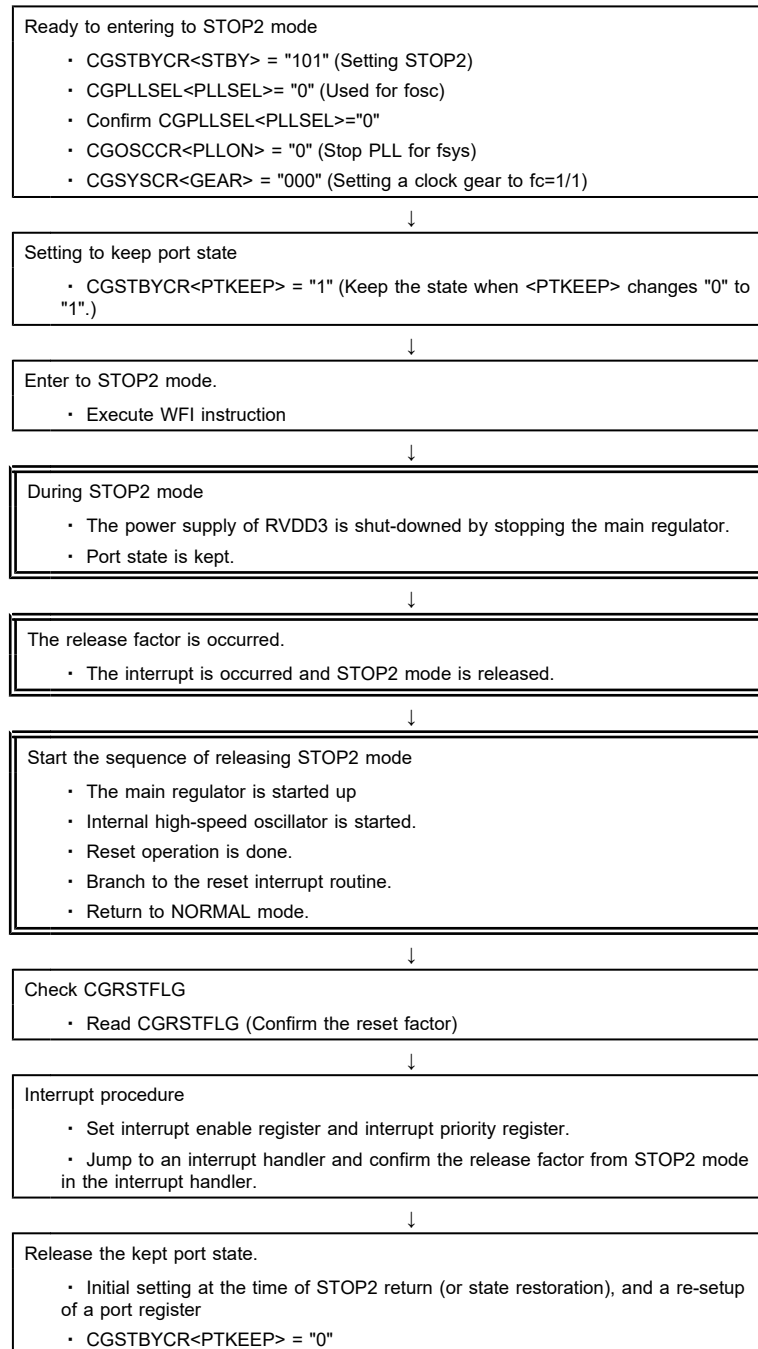 Ready to entering to STOP2 mode
・ CGSTBYCR<STBY> = "101" (Setting STOP2)
・ CGPLLSEL<PLLSEL>= "0" (Used for fosc)
・ Confirm CGPLLSEL<PLLSEL>="0"
・ CGOSCCR<PLLON> = "0" (Stop PLL for fsys)
・ CGSYSCR<GEAR> = "000" (Setting a clock gear to fc=1/1)
↓
Setting to keep port state
・ CGSTBYCR<PTKEEP> = "1" (Keep the state when <PTKEEP> changes "0" to
"1".)
↓
Enter to STOP2 mode.
・ Execute WFI instruction
↓
During STOP2 mode
・ The power supply of RVDD3 is shut-downed by stopping the main regulator.
・ Port state is kept.
↓
The release factor is occurred.
・ The interrupt is occurred and STOP2 mode is released.
↓
Start the sequence of releasing STOP2 mode
・ The main regulator is started up
・ Internal high-speed oscillator is started.
・ Reset operation is done.
・ Branch to the reset interrupt routine.
・ Return to NORMAL mode.
↓
Check CGRSTFLG
・ Read CGRSTFLG (Confirm the reset factor)
↓
Interrupt procedure
・ Set interrupt enable register and interrupt priority register.
・ Jump to an interrupt handler and confirm the release factor from STOP2 mode
in the interrupt handler.
↓
Release the kept port state.
・ Initial setting at the time of STOP2 return (or state restoration), and a re-setup
of a port register
・ CGSTBYCR<PTKEEP> = "0"